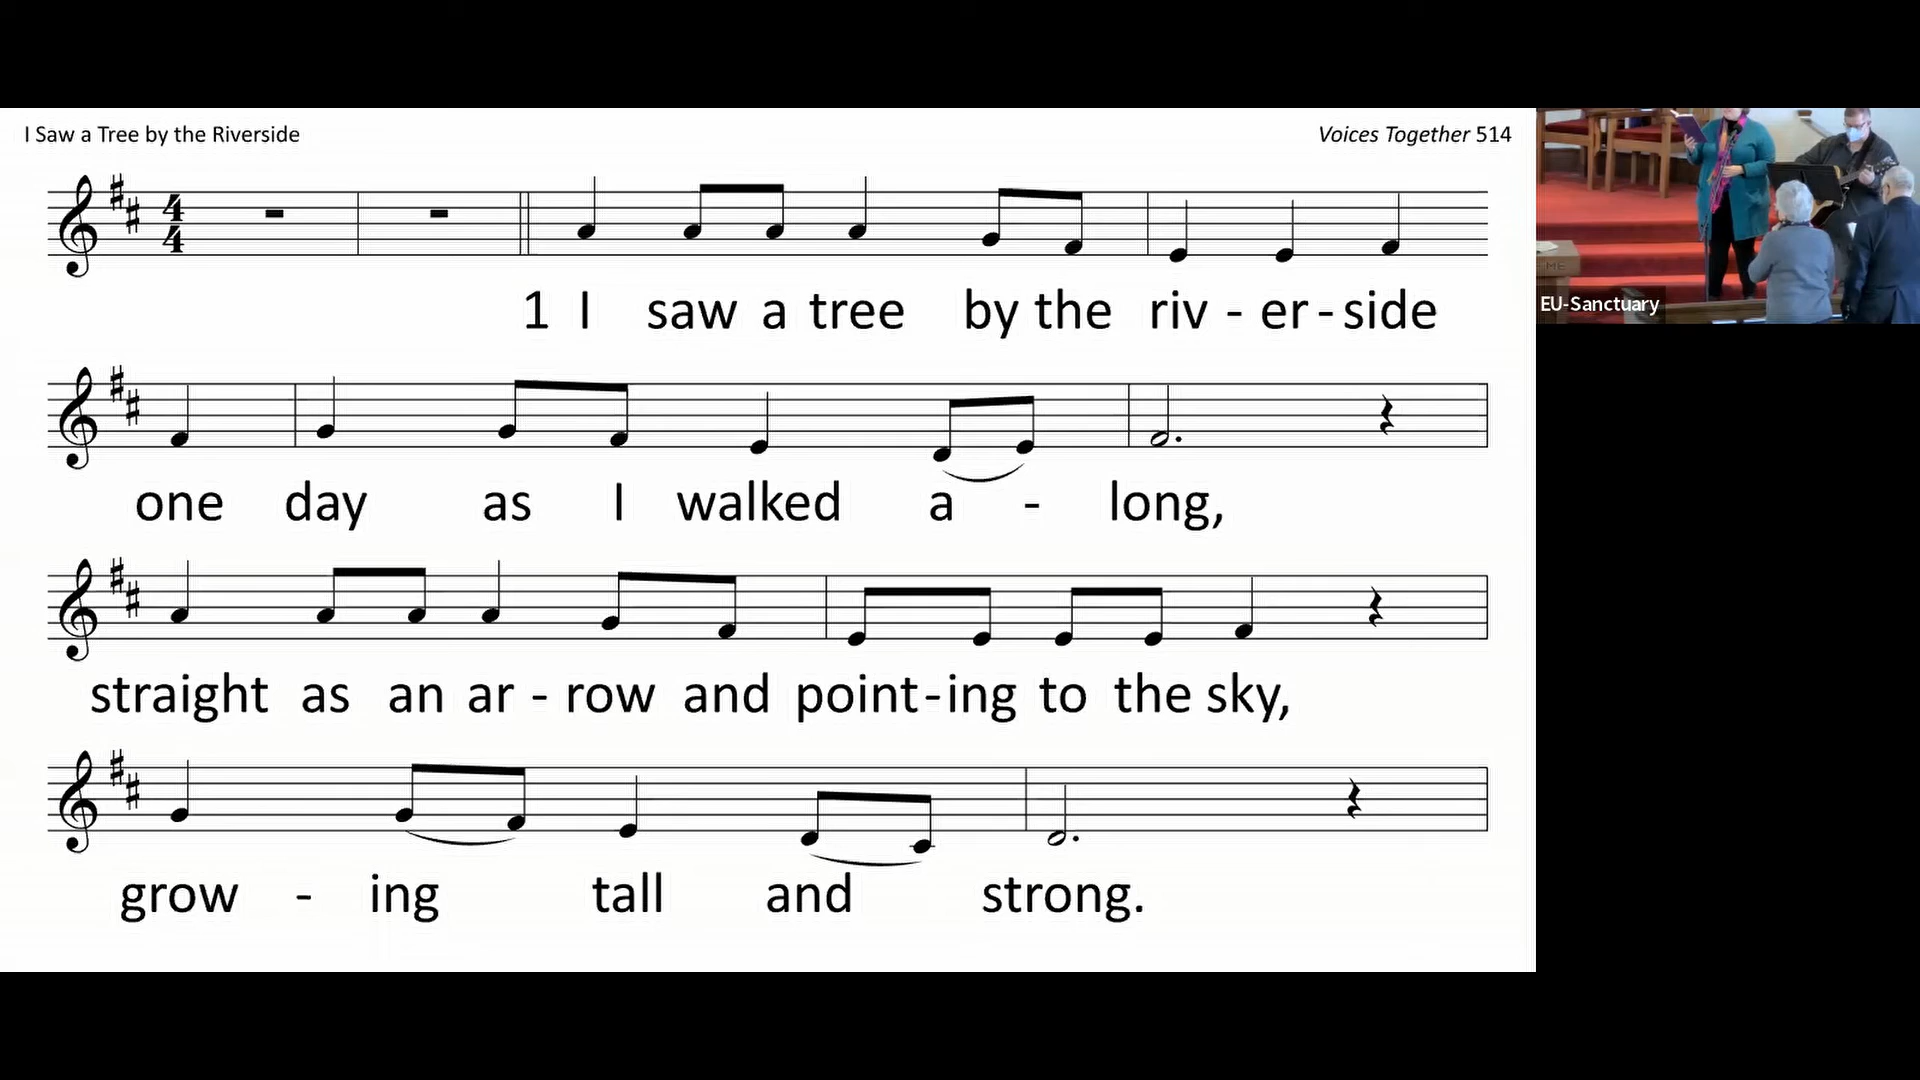 I Saw a Tree by the Riverside
Voices Together 514
4
4
1 I saw a tree by the riv - er - side
one day as I walked a - long,
straight as an ar - row and point - ing to the sky,
grow - ing tall and strong.
EU-Sanctuary